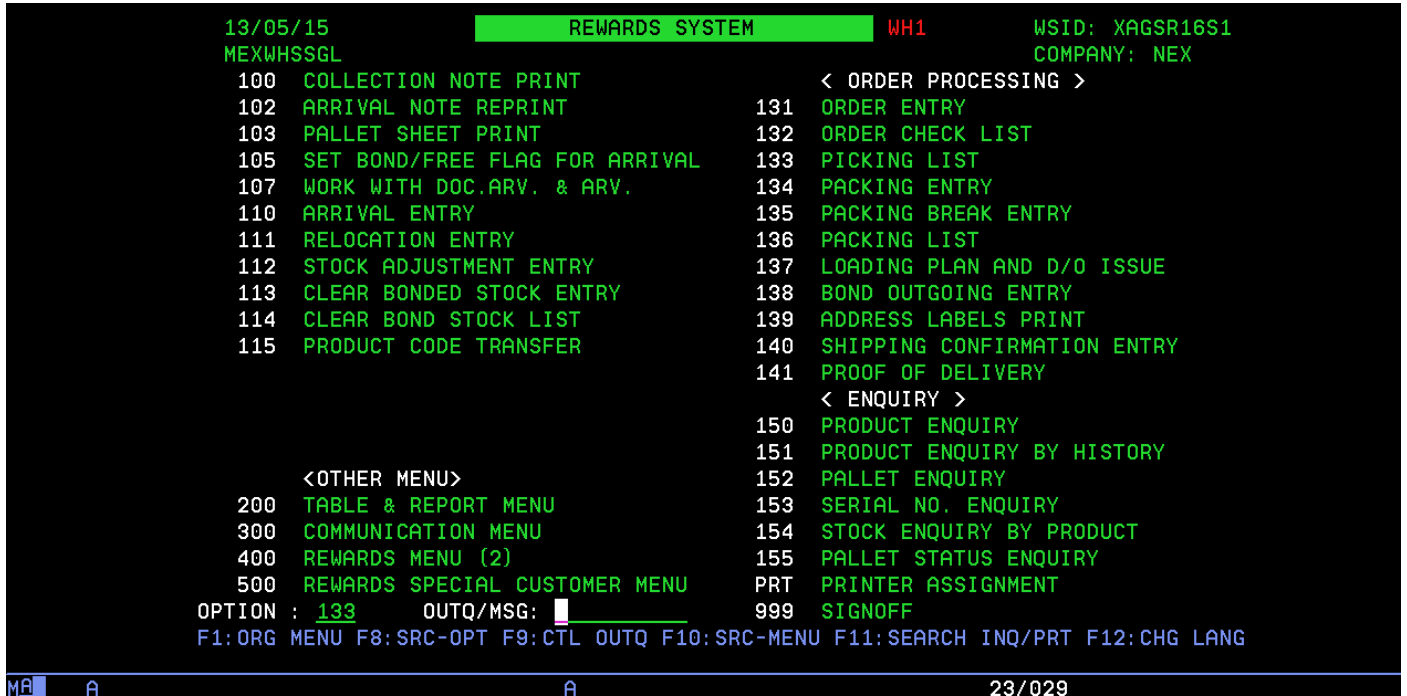 13/05/15 REWARDS SYSTEM WH1 WSID: XAGSR16S1
MEXWHSSGL COMPANY: NEX
100 COLLECTION NOTE PRINT < ORDER PROCESSING >
102 ARRIVAL NOTE REPRINT 131 ORDER ENTRY
103 PALLET SHEET PRINT 132 ORDER CHECK LIST
105 SET BOND/FREE FLAG FOR ARRIVAL 133 PICKING LIST
107 WORK WITH DOC.ARV. & ARV. 134 PACKING ENTRY
110 ARRIVAL ENTRY 135 PACKING BREAK ENTRY
111 RELOCATION ENTRY 136 PACKING LIST
112 STOCK ADJUSTMENT ENTRY 137 LOADING PLAN AND D/O ISSUE
113 CLEAR BONDED STOCK ENTRY 138 BOND OUTGOING ENTRY
114 CLEAR BOND STOCK LIST 139 ADDRESS LABELS PRINT
115 PRODUCT CODE TRANSFER 140 SHIPPING CONFIRMATION ENTRY
141 PROOF OF DELIVERY
< ENQUIRY >
150 PRODUCT ENQUIRY
151 PRODUCT ENQUIRY BY HISTORY
<OTHER MENU> 152 PALLET ENQUIRY
200 TABLE & REPORT MENU 153 SERIAL NO. ENQUIRY
300 COMMUNICATION MENU 154 STOCK ENQUIRY BY PRODUCT
400 REWARDS MENU (2) 155 PALLET STATUS ENQUIRY
500 REWARDS SPECIAL CUSTOMER MENU PRT PRINTER ASSIGNMENT
OPTION : 133 OUTQ/MSG: 999 SIGNOFF
F1:ORG MENU F8:SRC-OPT F9:CTL OUTQ F10:SRC-MENU F11:SEARCH INQ/PRT F12:CHG LANG
MA A A 23/029